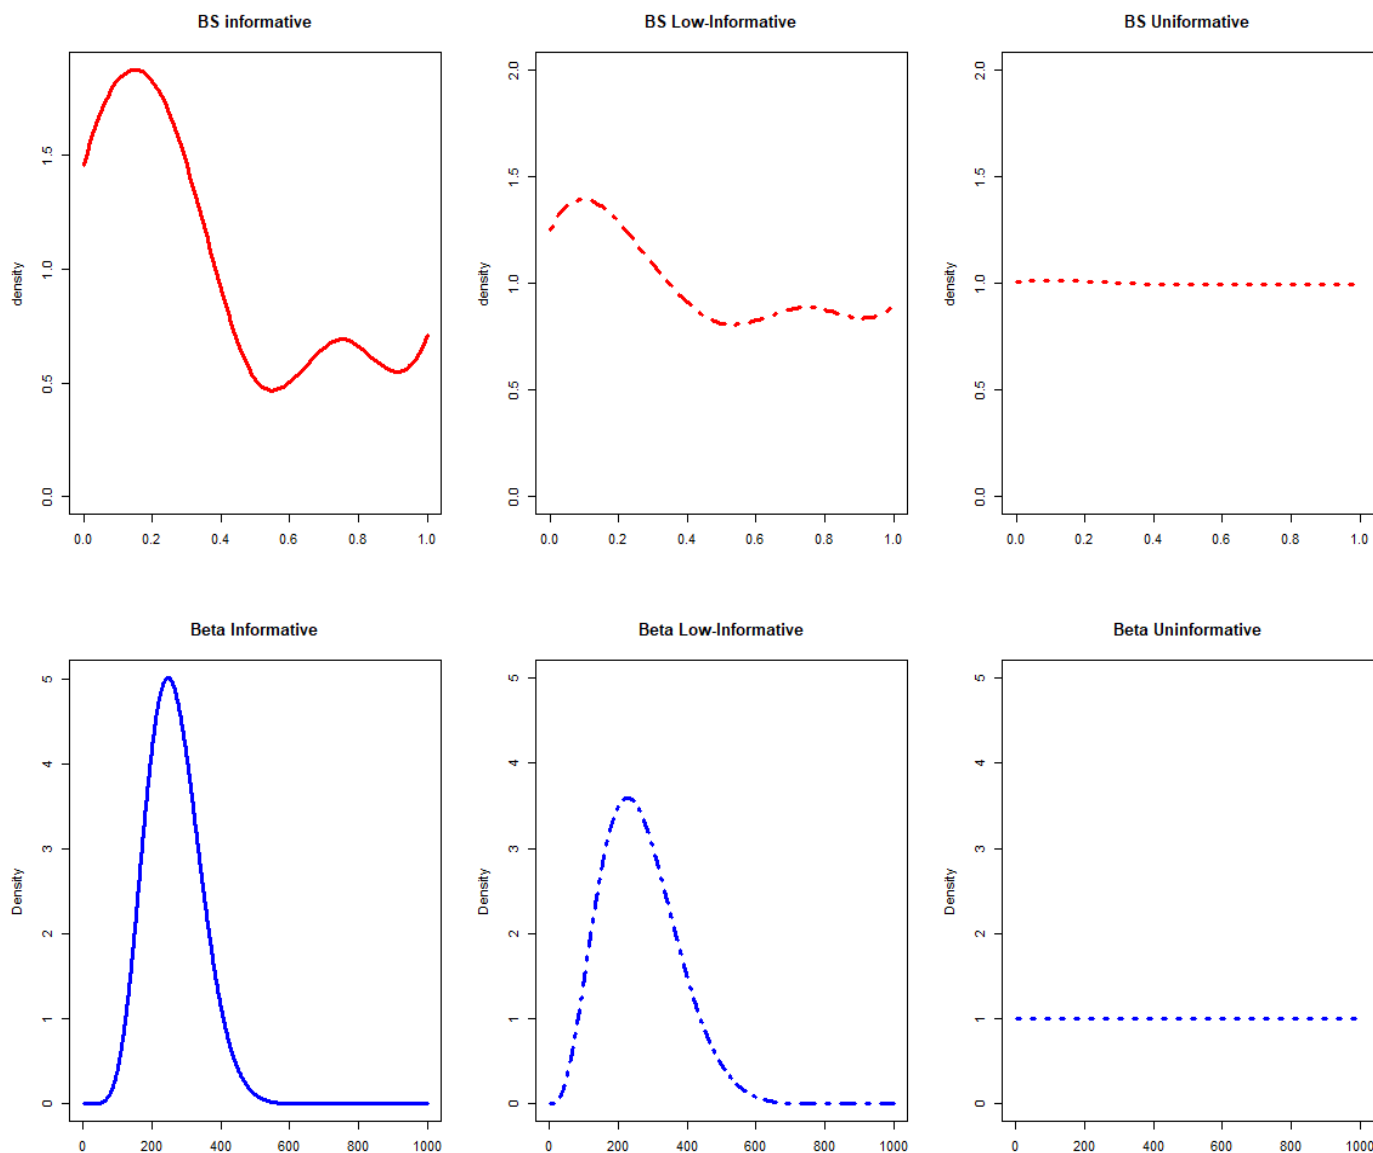 BS informative
BS Low-Informative
BS Uniformative
density
0.0 0.5 1.0 1.5
0.0 0.2 0.4 0.6 0.8 1.0
density
0.0 0.5 1.0 1.5 2.0
0.0 0.2 0.4 0.6 0.8 1.0
density
0.0 0.5 1.0 1.5 2.0
0.0 0.2 0.4 0.6 0.8 1.0
Beta Informative
Beta Low-Informative
Beta Uninformative
Density
0 1 2 3 4 5
0 200 400 600 800 1000
Density
0 1 2 3 4 5
0 200 400 600 800 1000
Density
0 1 2 3 4 5
0 200 400 600 800 1000